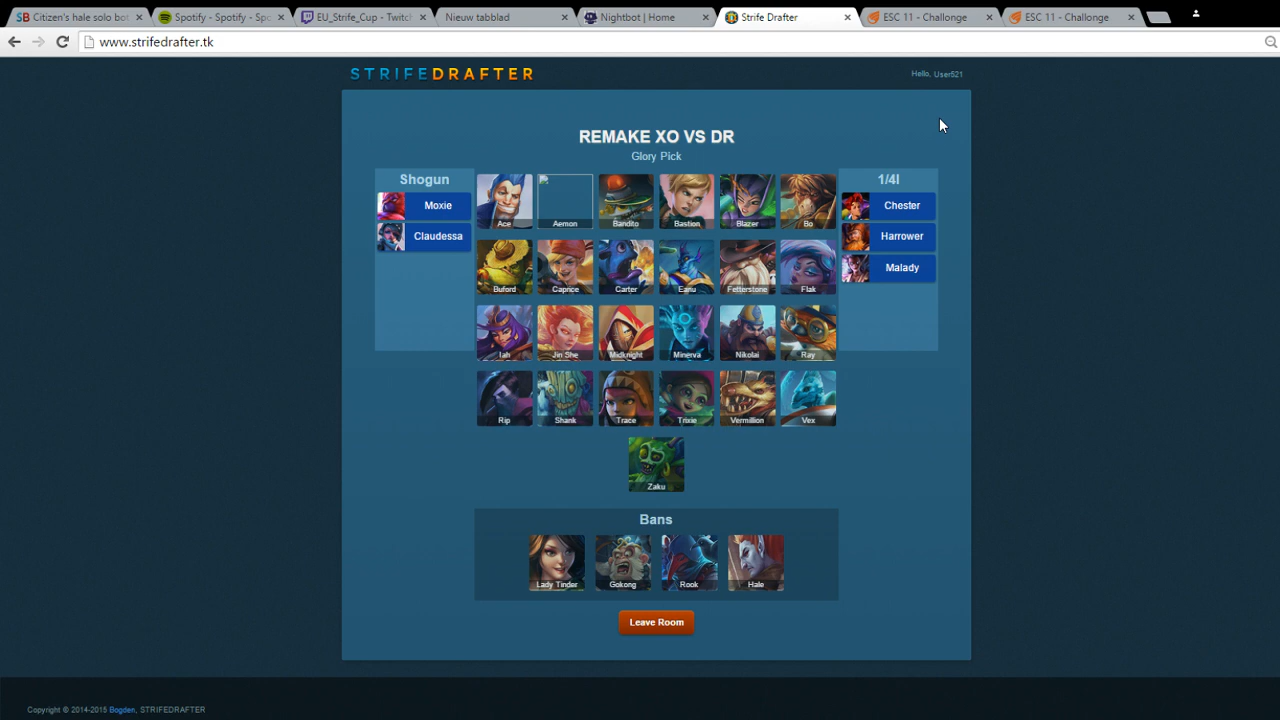 Citizen's hale solo bot
Spotify - Spotify - Spo
EU_Strife_Cup - Twitch
Nieuw tabblad
Nightbot | Home
Strife Drafter
ESC 11 - Challonge
ESC 11 - Challonge
www.strifedrafter.tk
STRIFEDRAFTER
Hello, User521
REMAKE XO VS DR
Glory Pick
Shogun
Moxie
Claudessa
Ace Aemon Bandito Bastion Blazer Bo
Buford Caprice Carter Eanu Fetterstone Flak
Iah Jin She Midknight Minerva Nikolai Ray
Rip Shank Trace Trixie Vermillion Vex
Zaku
1/4l
Chester
Harrower
Malady
Bans
Lady Tinder Gokong Rook Hale
Leave Room
Copyright © 2014-2015 Bogden, STRIFEDRAFTER